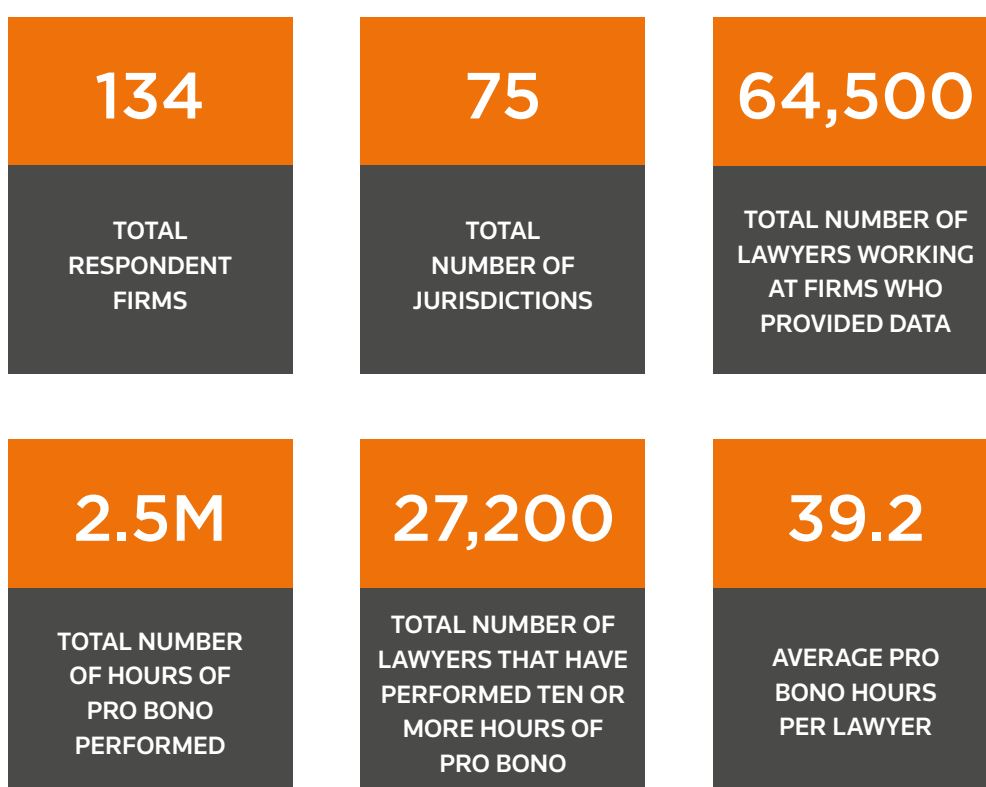 134
TOTAL
RESPONDENT
FIRMS
75
TOTAL
NUMBER OF
JURISDICTIONS
64,500
TOTAL NUMBER OF
LAWYERS WORKING
AT FIRMS WHO
PROVIDED DATA
2.5M
TOTAL NUMBER
OF HOURS OF
PRO BONO
PERFORMED
27,200
TOTAL NUMBER OF
LAWYERS THAT HAVE
PERFORMED TEN OR
MORE HOURS OF
PRO BONO
39.2
AVERAGE PRO
BONO HOURS
PER LAWYER